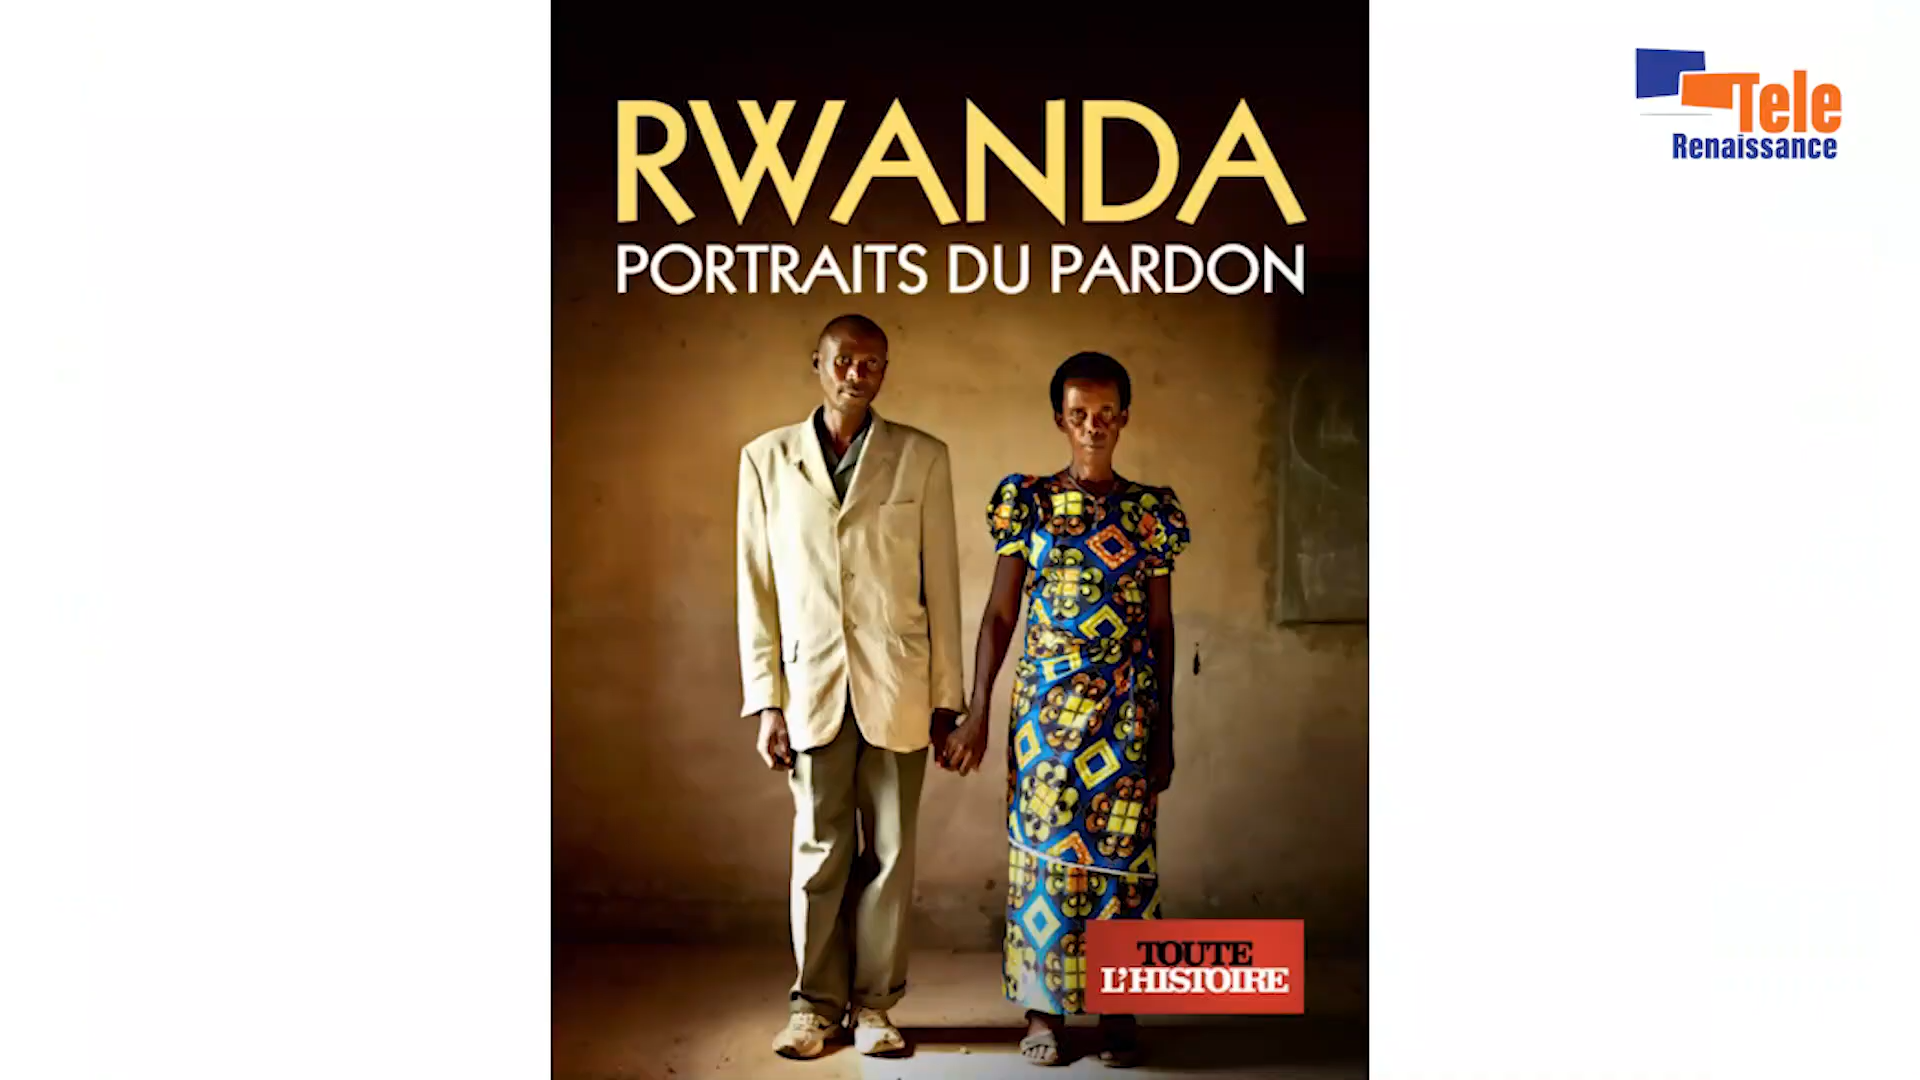 RWANDA
PORTRAITS DU PARDON
Tele
Renaissance
TOUTE
L'HISTOIRE